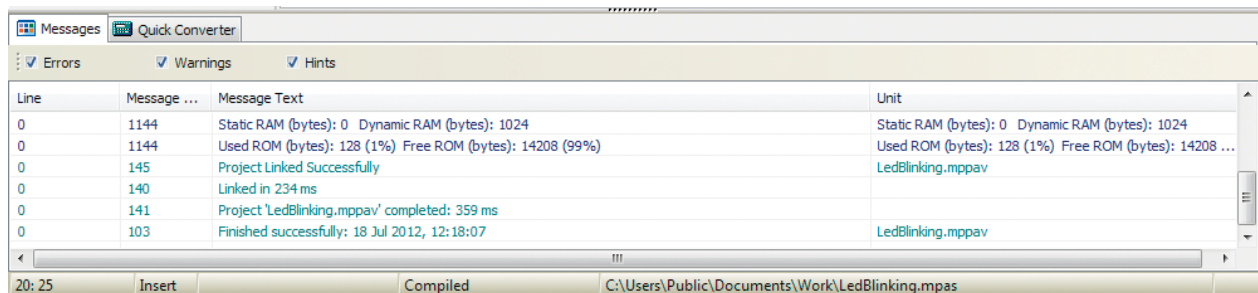 Messages Quick Converter
Errors Warnings Hints
Line Message ... Message Text Unit
0 1144 Static RAM (bytes): 0 Dynamic RAM (bytes): 1024 Static RAM (bytes): 0 Dynamic RAM (bytes): 1024
0 1144 Used ROM (bytes): 128 (1%) Free ROM (bytes): 14208 (99%) Used ROM (bytes): 128 (1%) Free ROM (bytes): 14208 ...
0 145 Project Linked Successfully LedBlinking.mppav
0 140 Linked in 234 ms
0 141 Project 'LedBlinking.mppav' completed: 359 ms
0 103 Finished successfully: 18 Jul 2012, 12:18:07 LedBlinking.mppav
20: 25 Insert Compiled C:\Users\Public\Documents\Work\LedBlinking.mpas